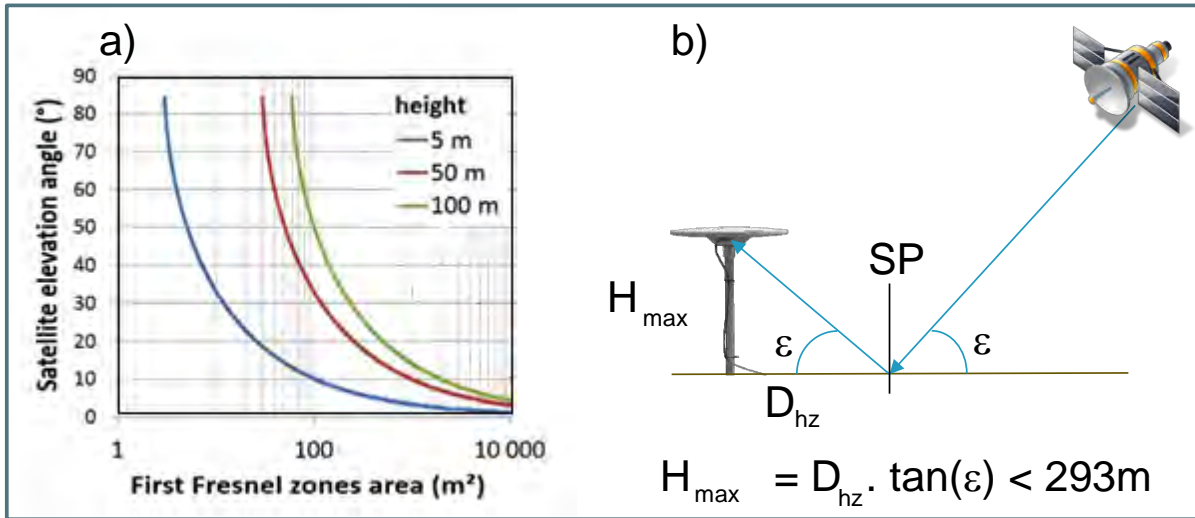 a)
90
80
70
60
50
40
30
20
10
0
Satellite elevation angle (°)
height
5 m
50 m
100 m
1
100
10 000
First Fresnel zones area (m²)
b)
SP
H max
ε
ε
D hz
H max = D hz . tan(ε) < 293m